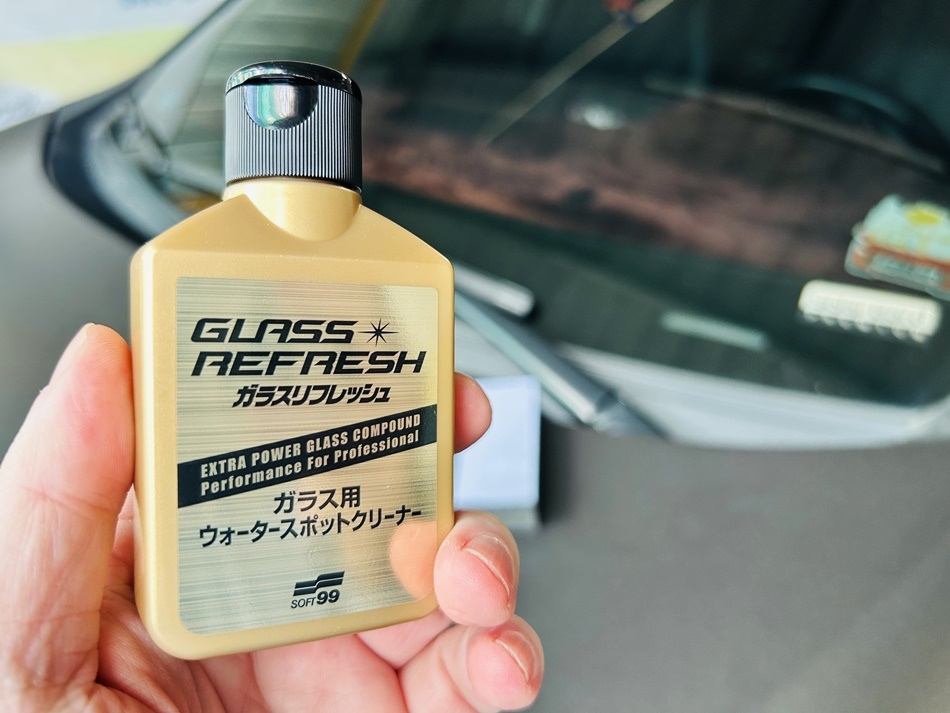 GLASS
REFRESH
ガラスリフレッシュ
EXTRA POWER GLASS COMPOUND
Performance For Professional
ガラス用
ウォータースポットクリーナー
SOFT99